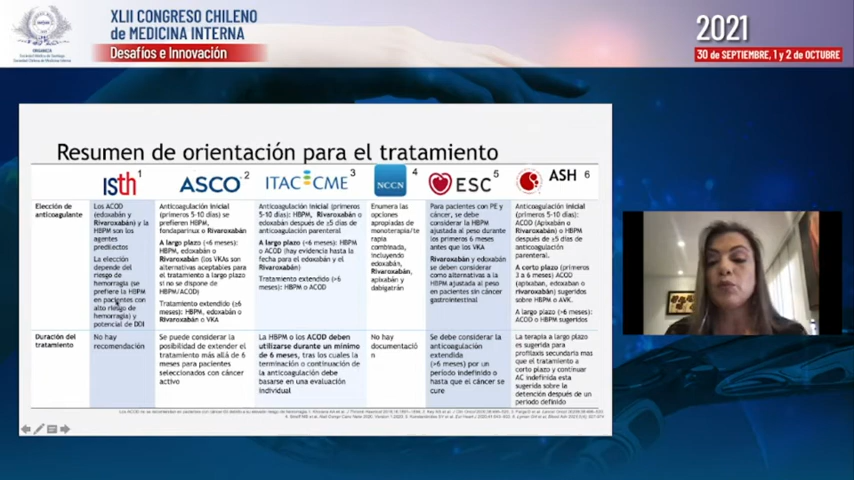 XLII CONGRESO CHILENO
de MEDICINA INTERNA
Desafíos e Innovación
2021
30 de SEPTIEMBRE, 1 y 2 de OCTUBRE
Resumen de orientación para el tratamiento
isth 1
ASCO 2
ITAC CME 3
NCCN 4
ESC 5
ASH 6
Elección de
anticoagulante
Los ACOD
(edoxabán y
Rivaroxabán) y la
HBPM son los
agentes
predilectos
La elección
depende del
riesgo de
hemorragia (se
prefiere la HBPM
en pacientes con
alto riesgo de
hemorragia) y
potencial de DDI
Anticoagulación inicial
(primeros 5-10 días) se
prefieren HBPM,
fondaparinux o Rivaroxabán
A largo plazo (<6 meses):
HBPM, edoxabán o
Rivaroxabán (los VKAs son
alternativas aceptables para
el tratamiento a largo plazo
si no se dispone de
HBPM/ACOD)
Tratamiento extendido (≥6
meses): HBPM, edoxabán o
Rivaroxabán o VKA
Anticoagulación inicial (primeros
5-10 días): HBPM, Rivaroxabán o
edoxabán después de ≥5 días de
anticoagulación parenteral
A largo plazo (<6 meses): HBPM
o ACOD (hay evidencia hasta la
fecha para el edoxabán y el
Rivaroxabán)
Tratamiento extendido (>6
meses): HBPM o ACOD
Enumera las
opciones
apropiadas de
monoterapia/te
rapia
combinada,
incluyendo
edoxabán,
Rivaroxabán,
apixabán y
dabigatrán
Para pacientes con PE y
cáncer, se debe
considerar la HBPM
ajustada al peso durante
los primeros 6 meses
antes que los VKA
Rivaroxabán y edoxabán
se deben considerar
como alternativas a la
HBPM ajustada al peso
en pacientes sin cáncer
gastrointestinal
Anticoagulación inicial
(primeros 5-10 días):
ACOD (Apixabán o
Rivaroxabán) o HBPM
después de ≥5 días de
anticoagulación
parenteral.
A corto plazo (primeros
3 a 6 meses) ACOD
(apixaban, edoxaban o
rivaroxaban) sugeridos
sobre HBPM o AVK.
A largo plazo (>6 meses):
ACOD o HBPM sugeridos
Duración del
tratamiento
No hay
recomendación
Se puede considerar la
posibilidad de extender el
tratamiento más allá de 6
meses para pacientes
seleccionados con cáncer
activo
La HBPM o los ACOD deben
utilizarse durante un mínimo
de 6 meses, tras los cuales la
terminación o continuación de
la anticoagulación debe
basarse en una evaluación
individual
No hay
documentació
n
Se debe considerar la
anticoagulación
extendida
(>6 meses) por un
período indefinido o
hasta que el cáncer se
cure
La terapia a largo plazo
es sugerida para
profilaxis secundaria mas
que el tratamiento a
corto plazo y continuar
AC indefinida esta
sugerida sobre la
detención después de un
período definido